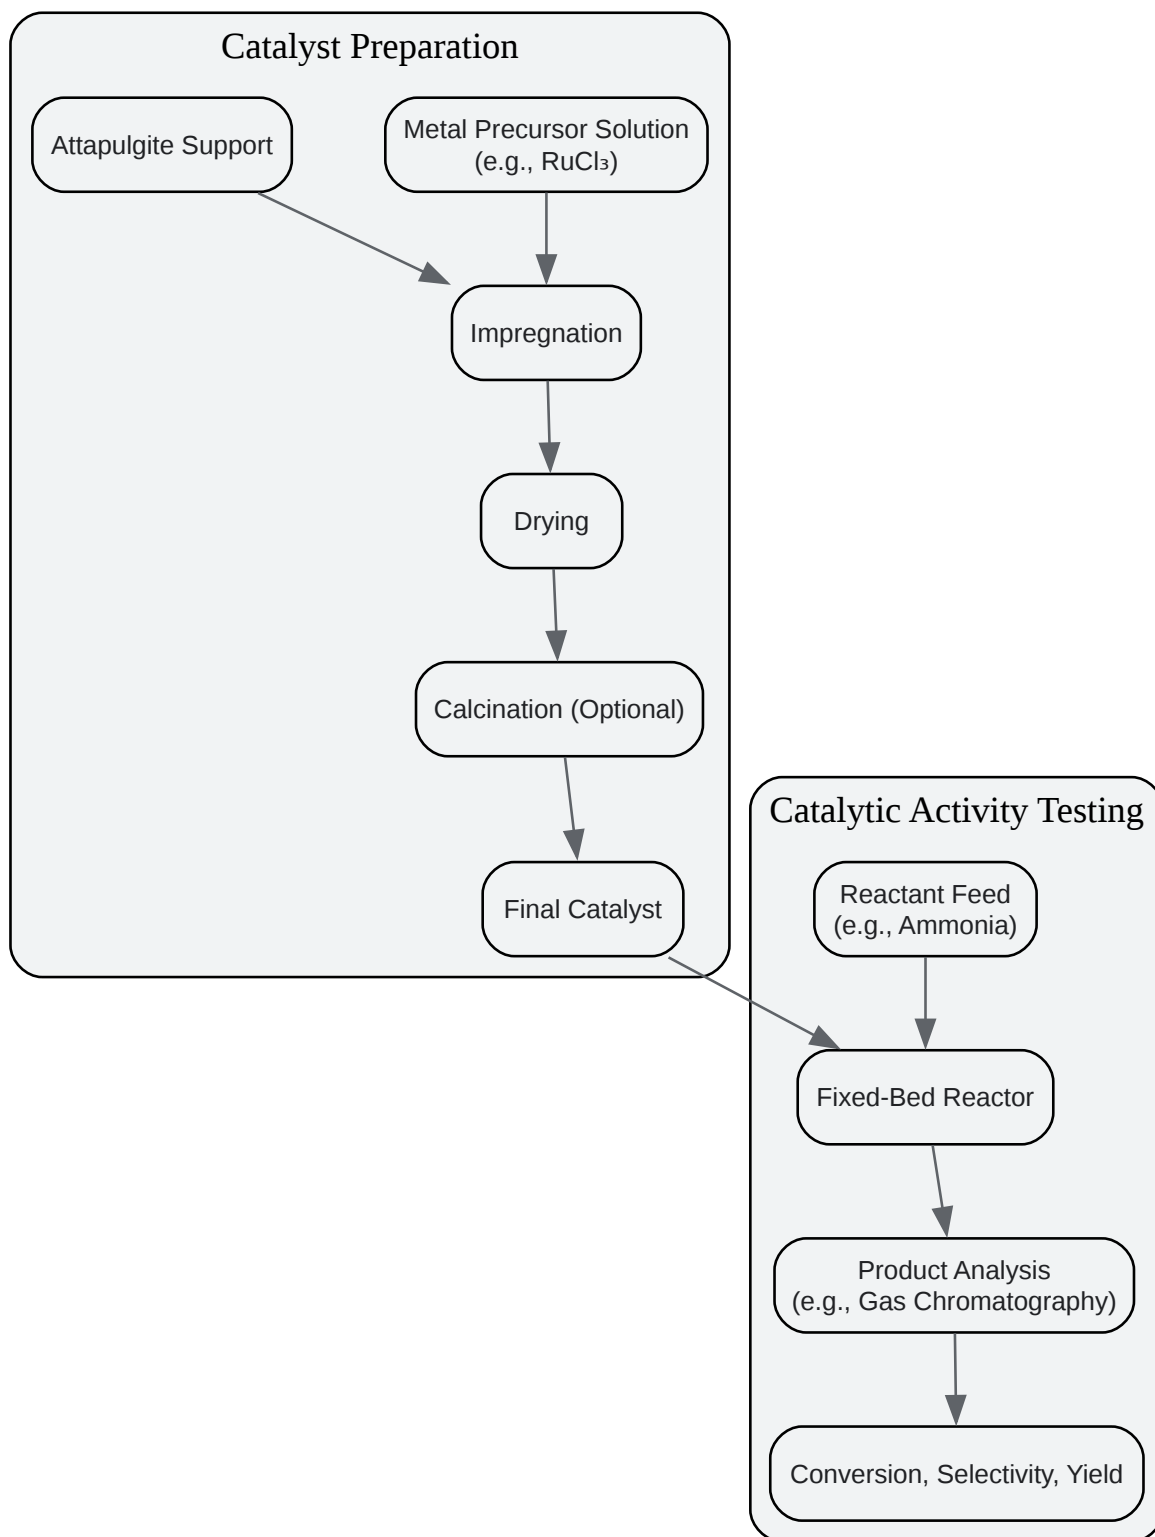 Catalyst Preparation
Attapulgite Support
Metal Precursor Solution
(e.g., RuCl₃)
Impregnation
Drying
Calcination (Optional)
Final Catalyst
Catalytic Activity Testing
Reactant Feed
(e.g., Ammonia)
Fixed-Bed Reactor
Product Analysis
(e.g., Gas Chromatography)
Conversion, Selectivity, Yield